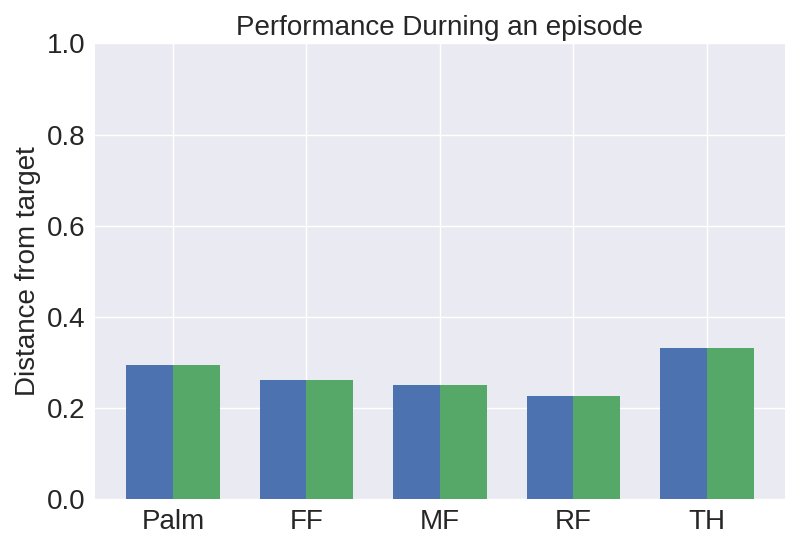 Performance Durning an episode
1.0
0.8
0.6
0.4
0.2
0.0
Distance from target
Palm FF MF RF TH